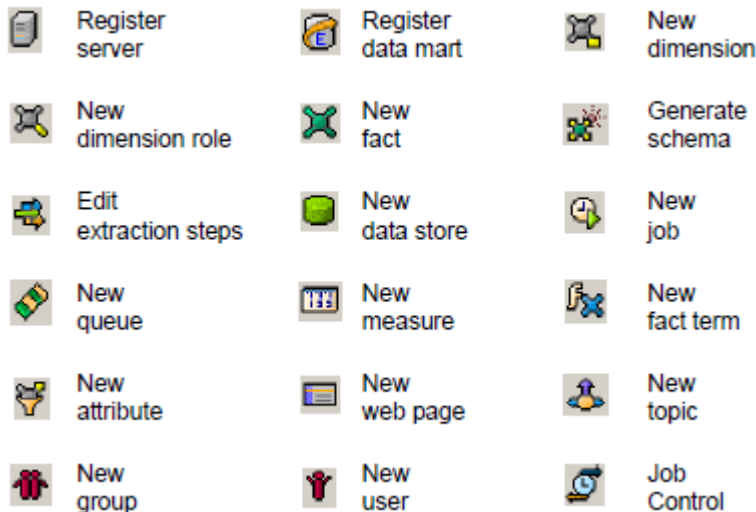 Register
server
Register
data mart
New
dimension
New
dimension role
New
fact
Generate
schema
Edit
extraction steps
New
data store
New
job
New
queue
New
measure
New
fact term
New
attribute
New
web page
New
topic
New
group
New
user
Job
Control